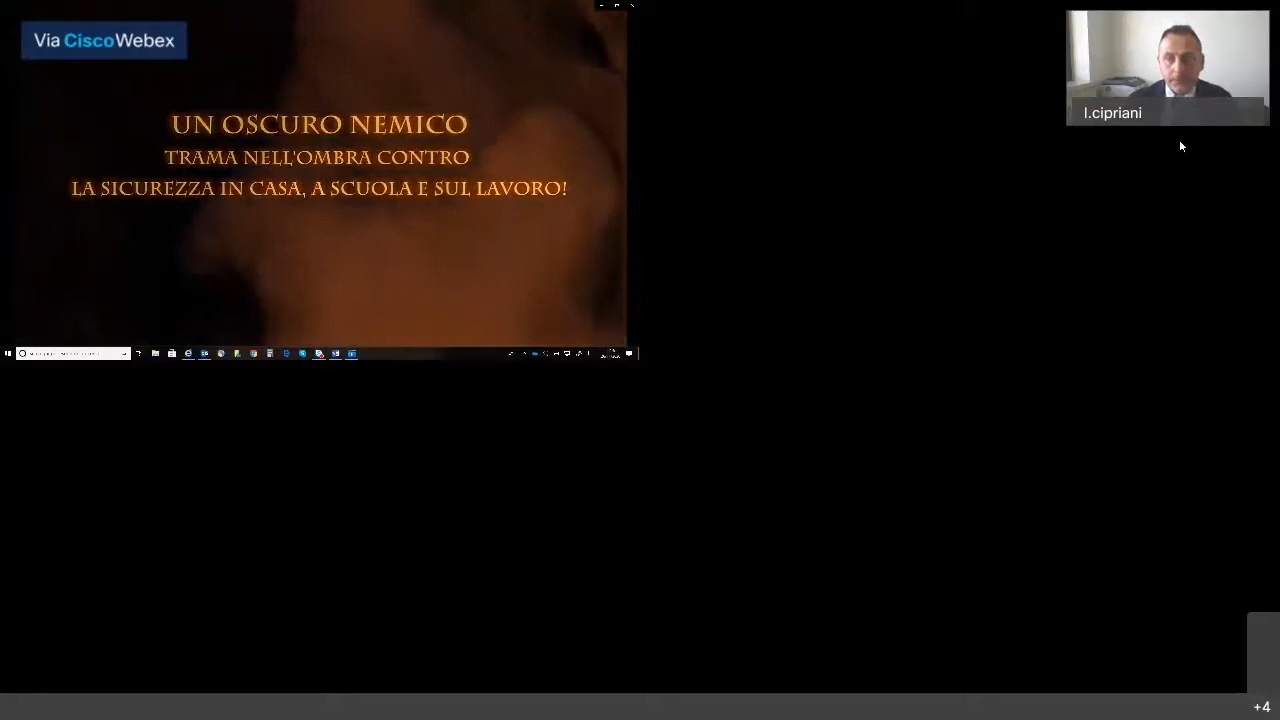 Via CiscoWebex
UN OSCURO NEMICO
TRAMA NELL'OMBRA CONTRO
LA SICUREZZA IN CASA, A SCUOLA E SUL LAVORO!
l.cipriani
+4